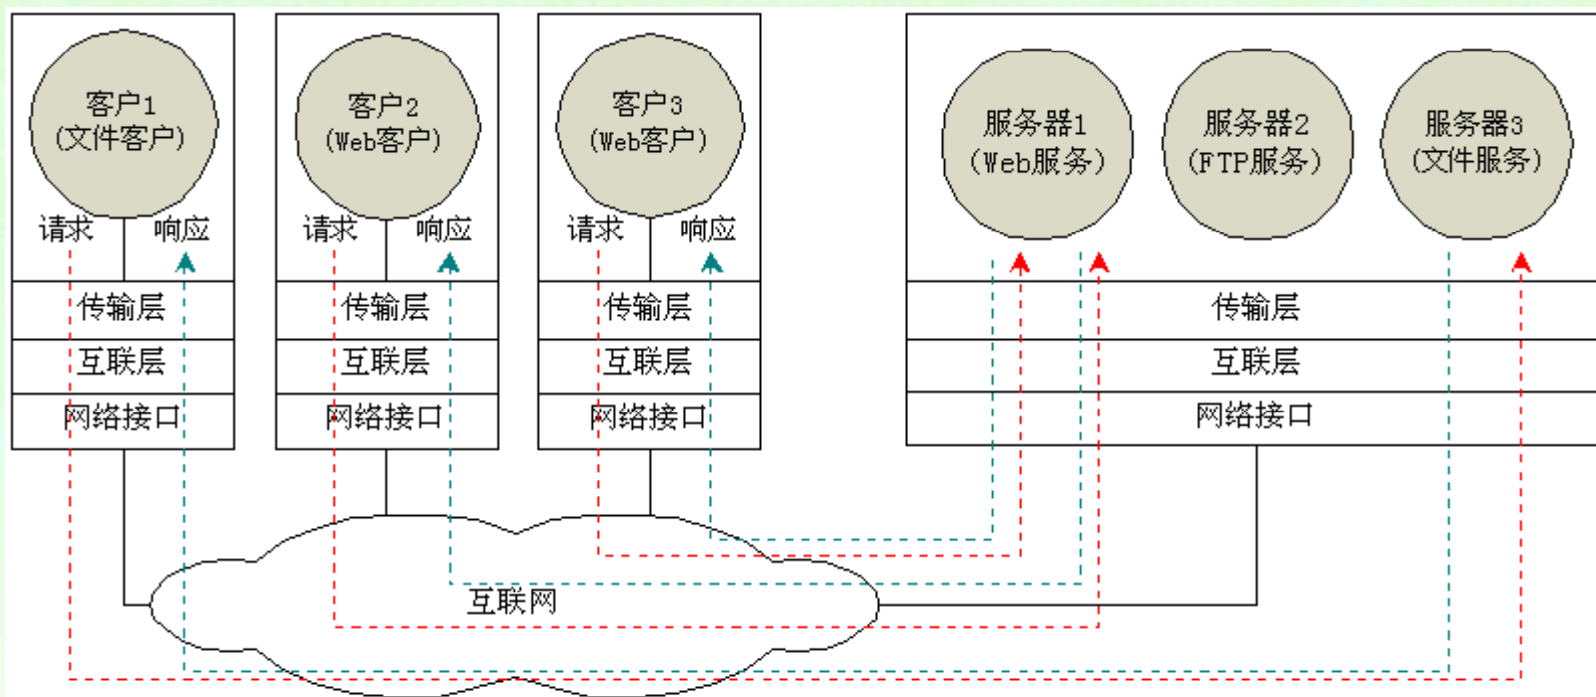 客户1
(文件客户)
客户2
(Web客户)
客户3
(Web客户)
服务器1
(Web服务)
服务器2
(FTP服务)
服务器3
(文件服务)
请求 响应
请求 响应
请求 响应
传输层
传输层
传输层
传输层
互联层
互联层
互联层
互联层
网络接口
网络接口
网络接口
网络接口
互联网